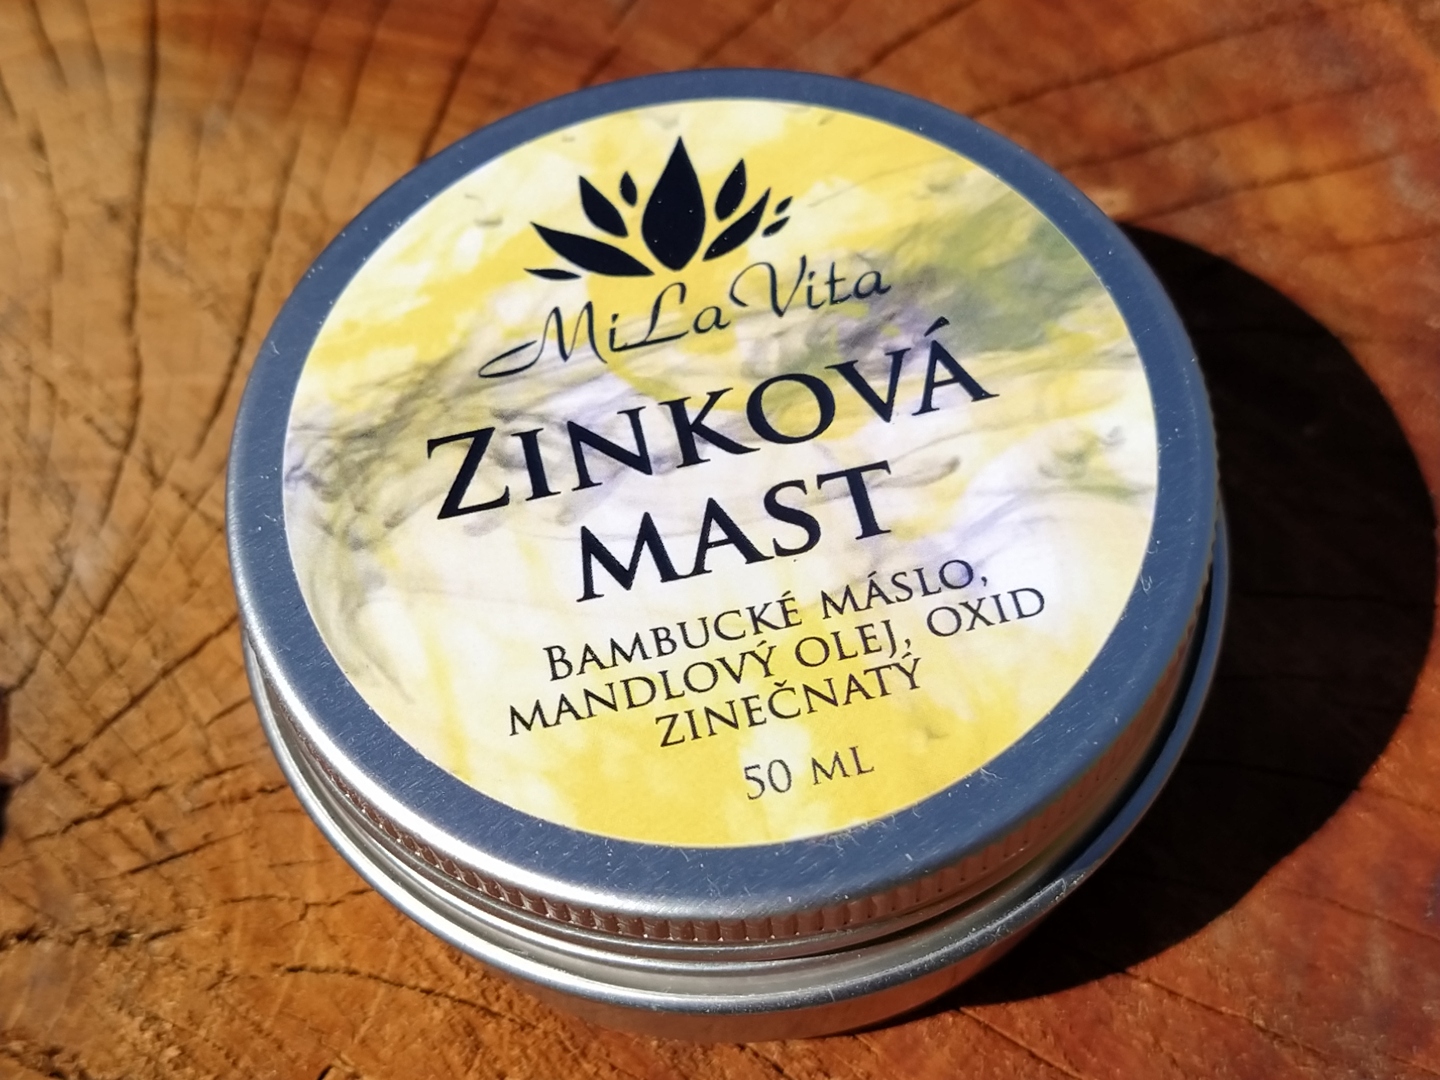 MiLaVita
ZINKOVÁ
MAST
BAMBUCKÉ MÁSLO,
MANDLOVÝ OLEJ, OXID
ZINEČNATÝ
50 ML